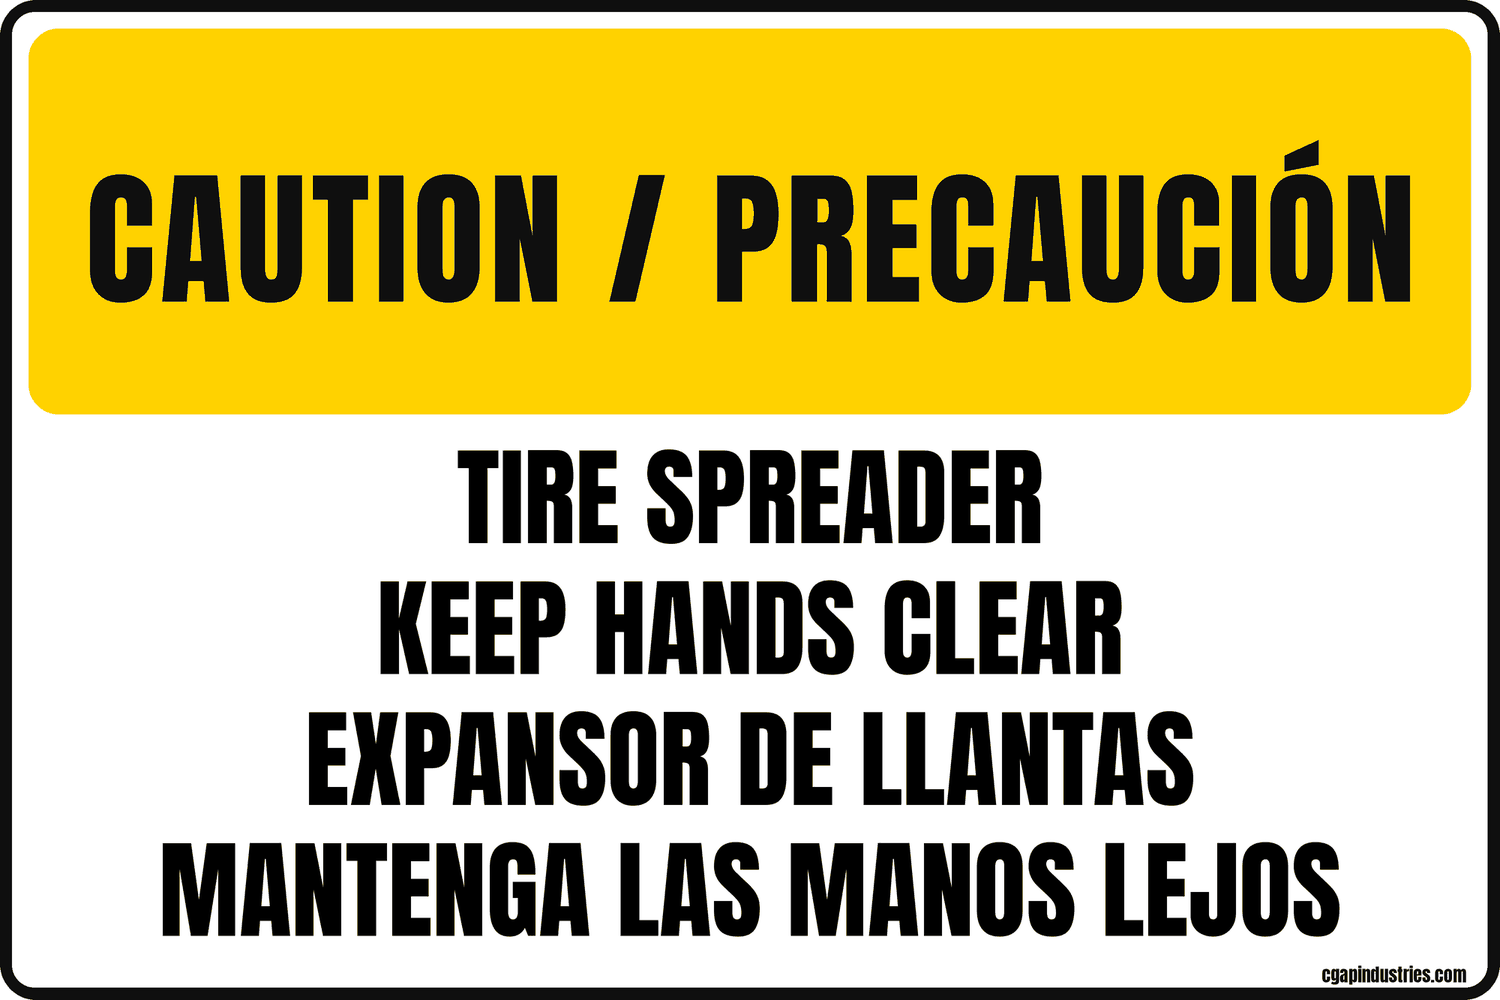 CAUTION / PRECAUCIÓN
TIRE SPREADER
KEEP HANDS CLEAR
EXPANSOR DE LLANTAS
MANTENGA LAS MANOS LEJOS
cgapindustries.com